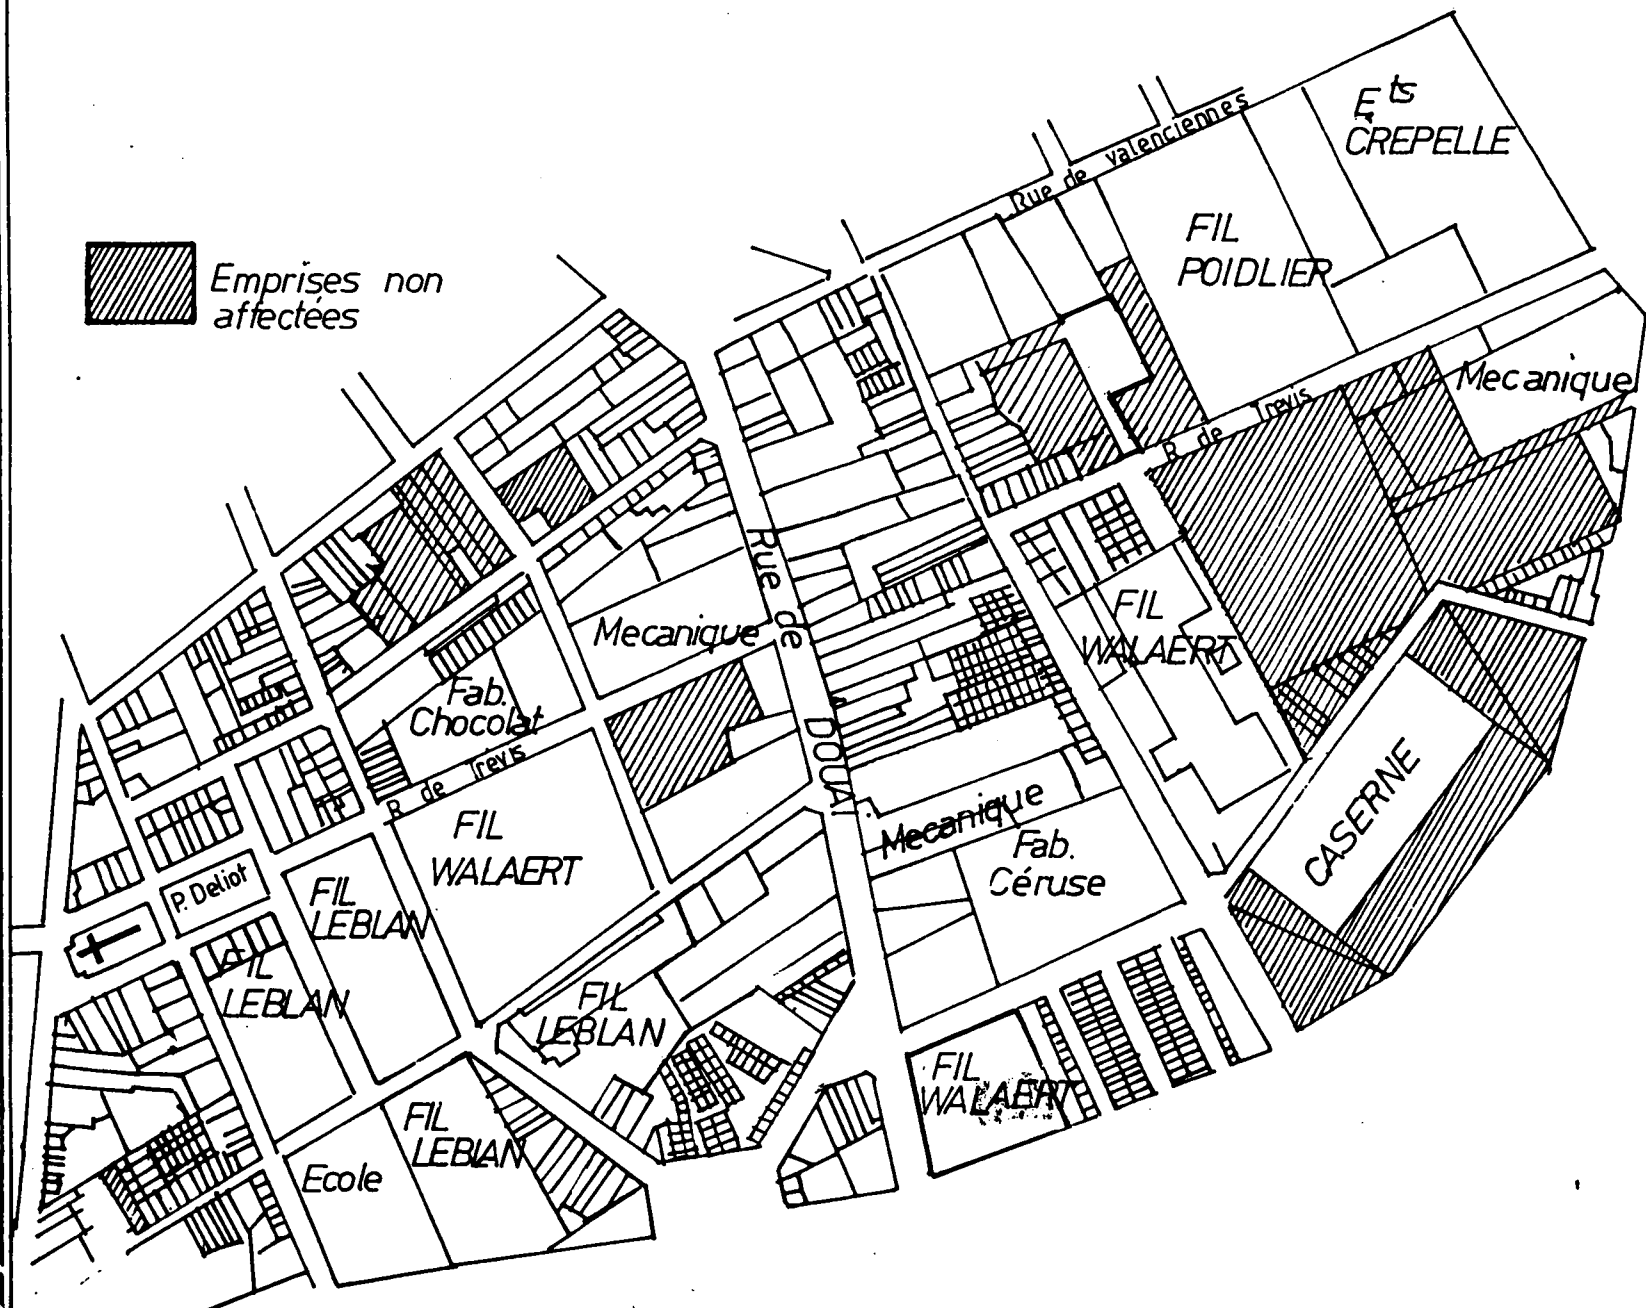 Ets
CREPELLE
Rue de valenciennes
FIL
POIDLIER
Emprises non
affectées
Mecanique
R. de Trevis
Rue de DOUAI
FIL
WALAERT
Mecanique
Fab.
Chocolat
R de Trevis
FIL
WALAERT
Mecanique
Fab.
Céruse
CASERNE
P. Deliot
FIL
LEBLAN
FIL
LEBLAN
FIL
LEBLAN
FIL
WALAERT
FIL
LEBLAN
Ecole